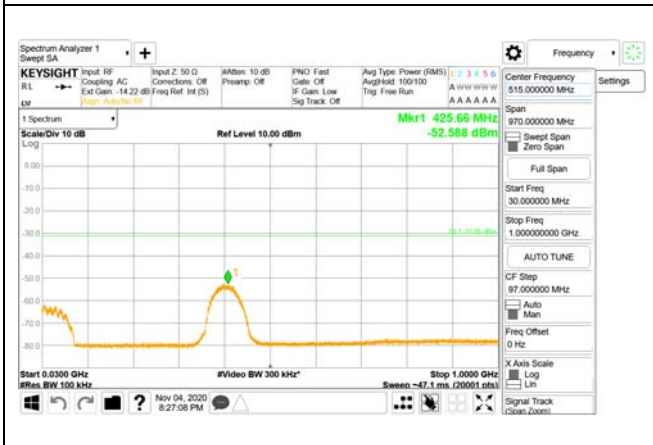 Spectrum Analyzer 1
Swept SA
+
Frequency
KEYSIGHT
Input: RF
Coupling: AC
Ext Gain: -14.22 dB
Align: Auto/No RF
Input Z: 50 Ω
Corrections: Off
Freq Ref: Int (S)
#Atten: 10 dB
Preamp: Off
PNO: Fast
Gate: Off
IF Gain: Low
Sig Track: Off
Avg Type: Power (RMS)
Avg|Hold: 100/100
Trig: Free Run
1 2 3 4 5 6
A W W W W W
A A A A A A
RL
1 Spectrum
Scale/Div 10 dB
Log
Ref Level 10.00 dBm
Mkr1 425.66 MHz
-52.588 dBm
0.00
-10.0
-20.0
-30.0
-40.0
-50.0
-60.0
-70.0
-80.0
1
Start 0.0300 GHz
#Res BW 100 kHz
#Video BW 300 kHz*
Stop 1.0000 GHz
Sweep ~47.1 ms (20001 pts)
Nov 04, 2020
8:27:08 PM
?
Center Frequency
515.000000 MHz
Settings
Span
970.000000 MHz
Swept Span
Zero Span
Full Span
Start Freq
30.000000 MHz
Stop Freq
1.000000000 GHz
AUTO TUNE
CF Step
97.000000 MHz
Auto
Man
Freq Offset
0 Hz
X Axis Scale
Log
Lin
Signal Track
(Span Zoom)